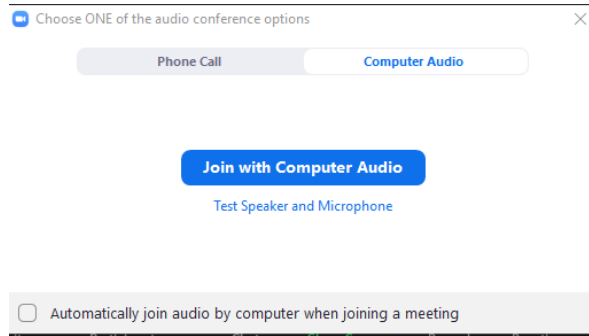 Choose ONE of the audio conference options
Phone Call
Computer Audio
Join with Computer Audio
Test Speaker and Microphone
Automatically join audio by computer when joining a meeting